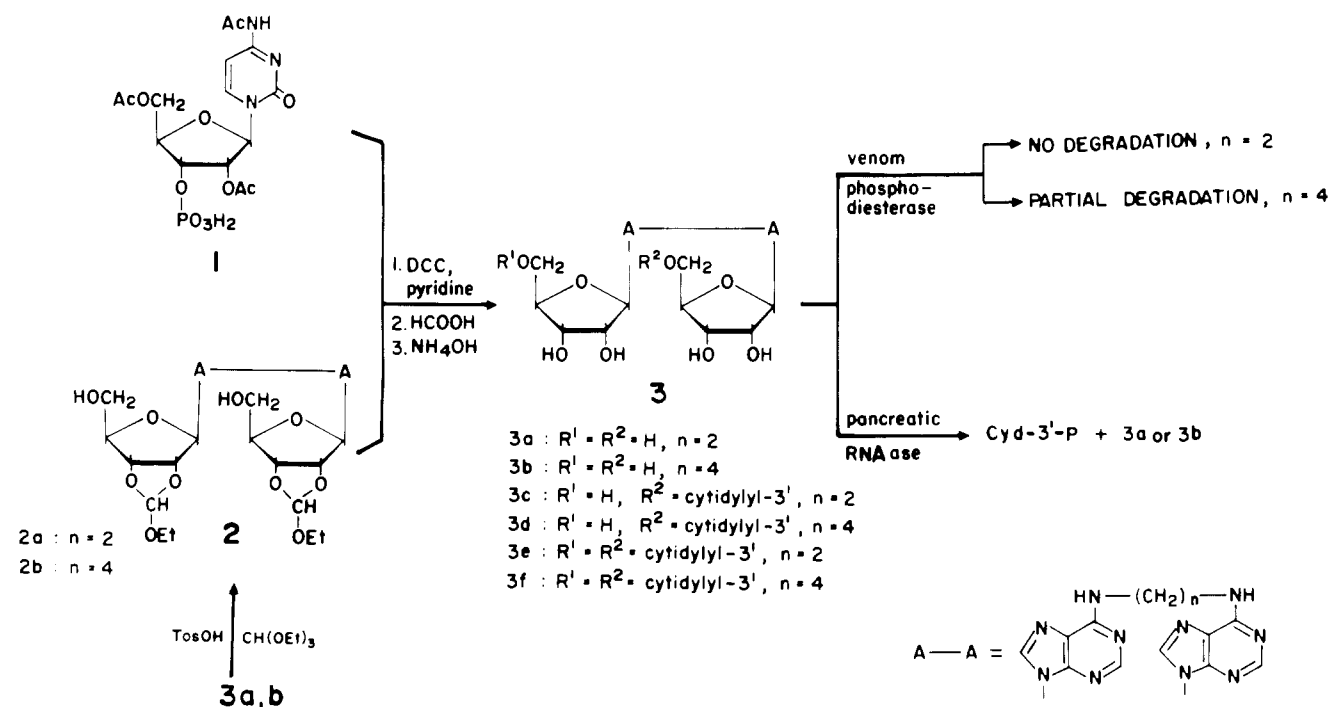 AcNH
N
N
O
AcOCH2
O
O
OAc
PO3H2
1
HOCH2
O
A
A
HOCH2
O
O
O
O
O
CH
CH
OEt
OEt
2
2a : n = 2
2b : n = 4
TosOH
CH(OEt)3
3a,b
1. DCC,
pyridine
2. HCOOH
3. NH4OH
A
A
R1OCH2
O
R2OCH2
O
HO
OH
HO
OH
3
3a : R1 = R2 = H, n = 2
3b : R1 = R2 = H, n = 4
3c : R1 = H, R2 = cytidylyl-3', n = 2
3d : R1 = H, R2 = cytidylyl-3', n = 4
3e : R1 = R2 = cytidylyl-3', n = 2
3f : R1 = R2 = cytidylyl-3', n = 4
venom
phospho-
diesterase
NO DEGRADATION, n = 2
PARTIAL DEGRADATION, n = 4
pancreatic
RNAase
Cyd-3'-P + 3a or 3b
A — A =
HN — (CH2)n — NH
N
N
N
N
N
N
N
N